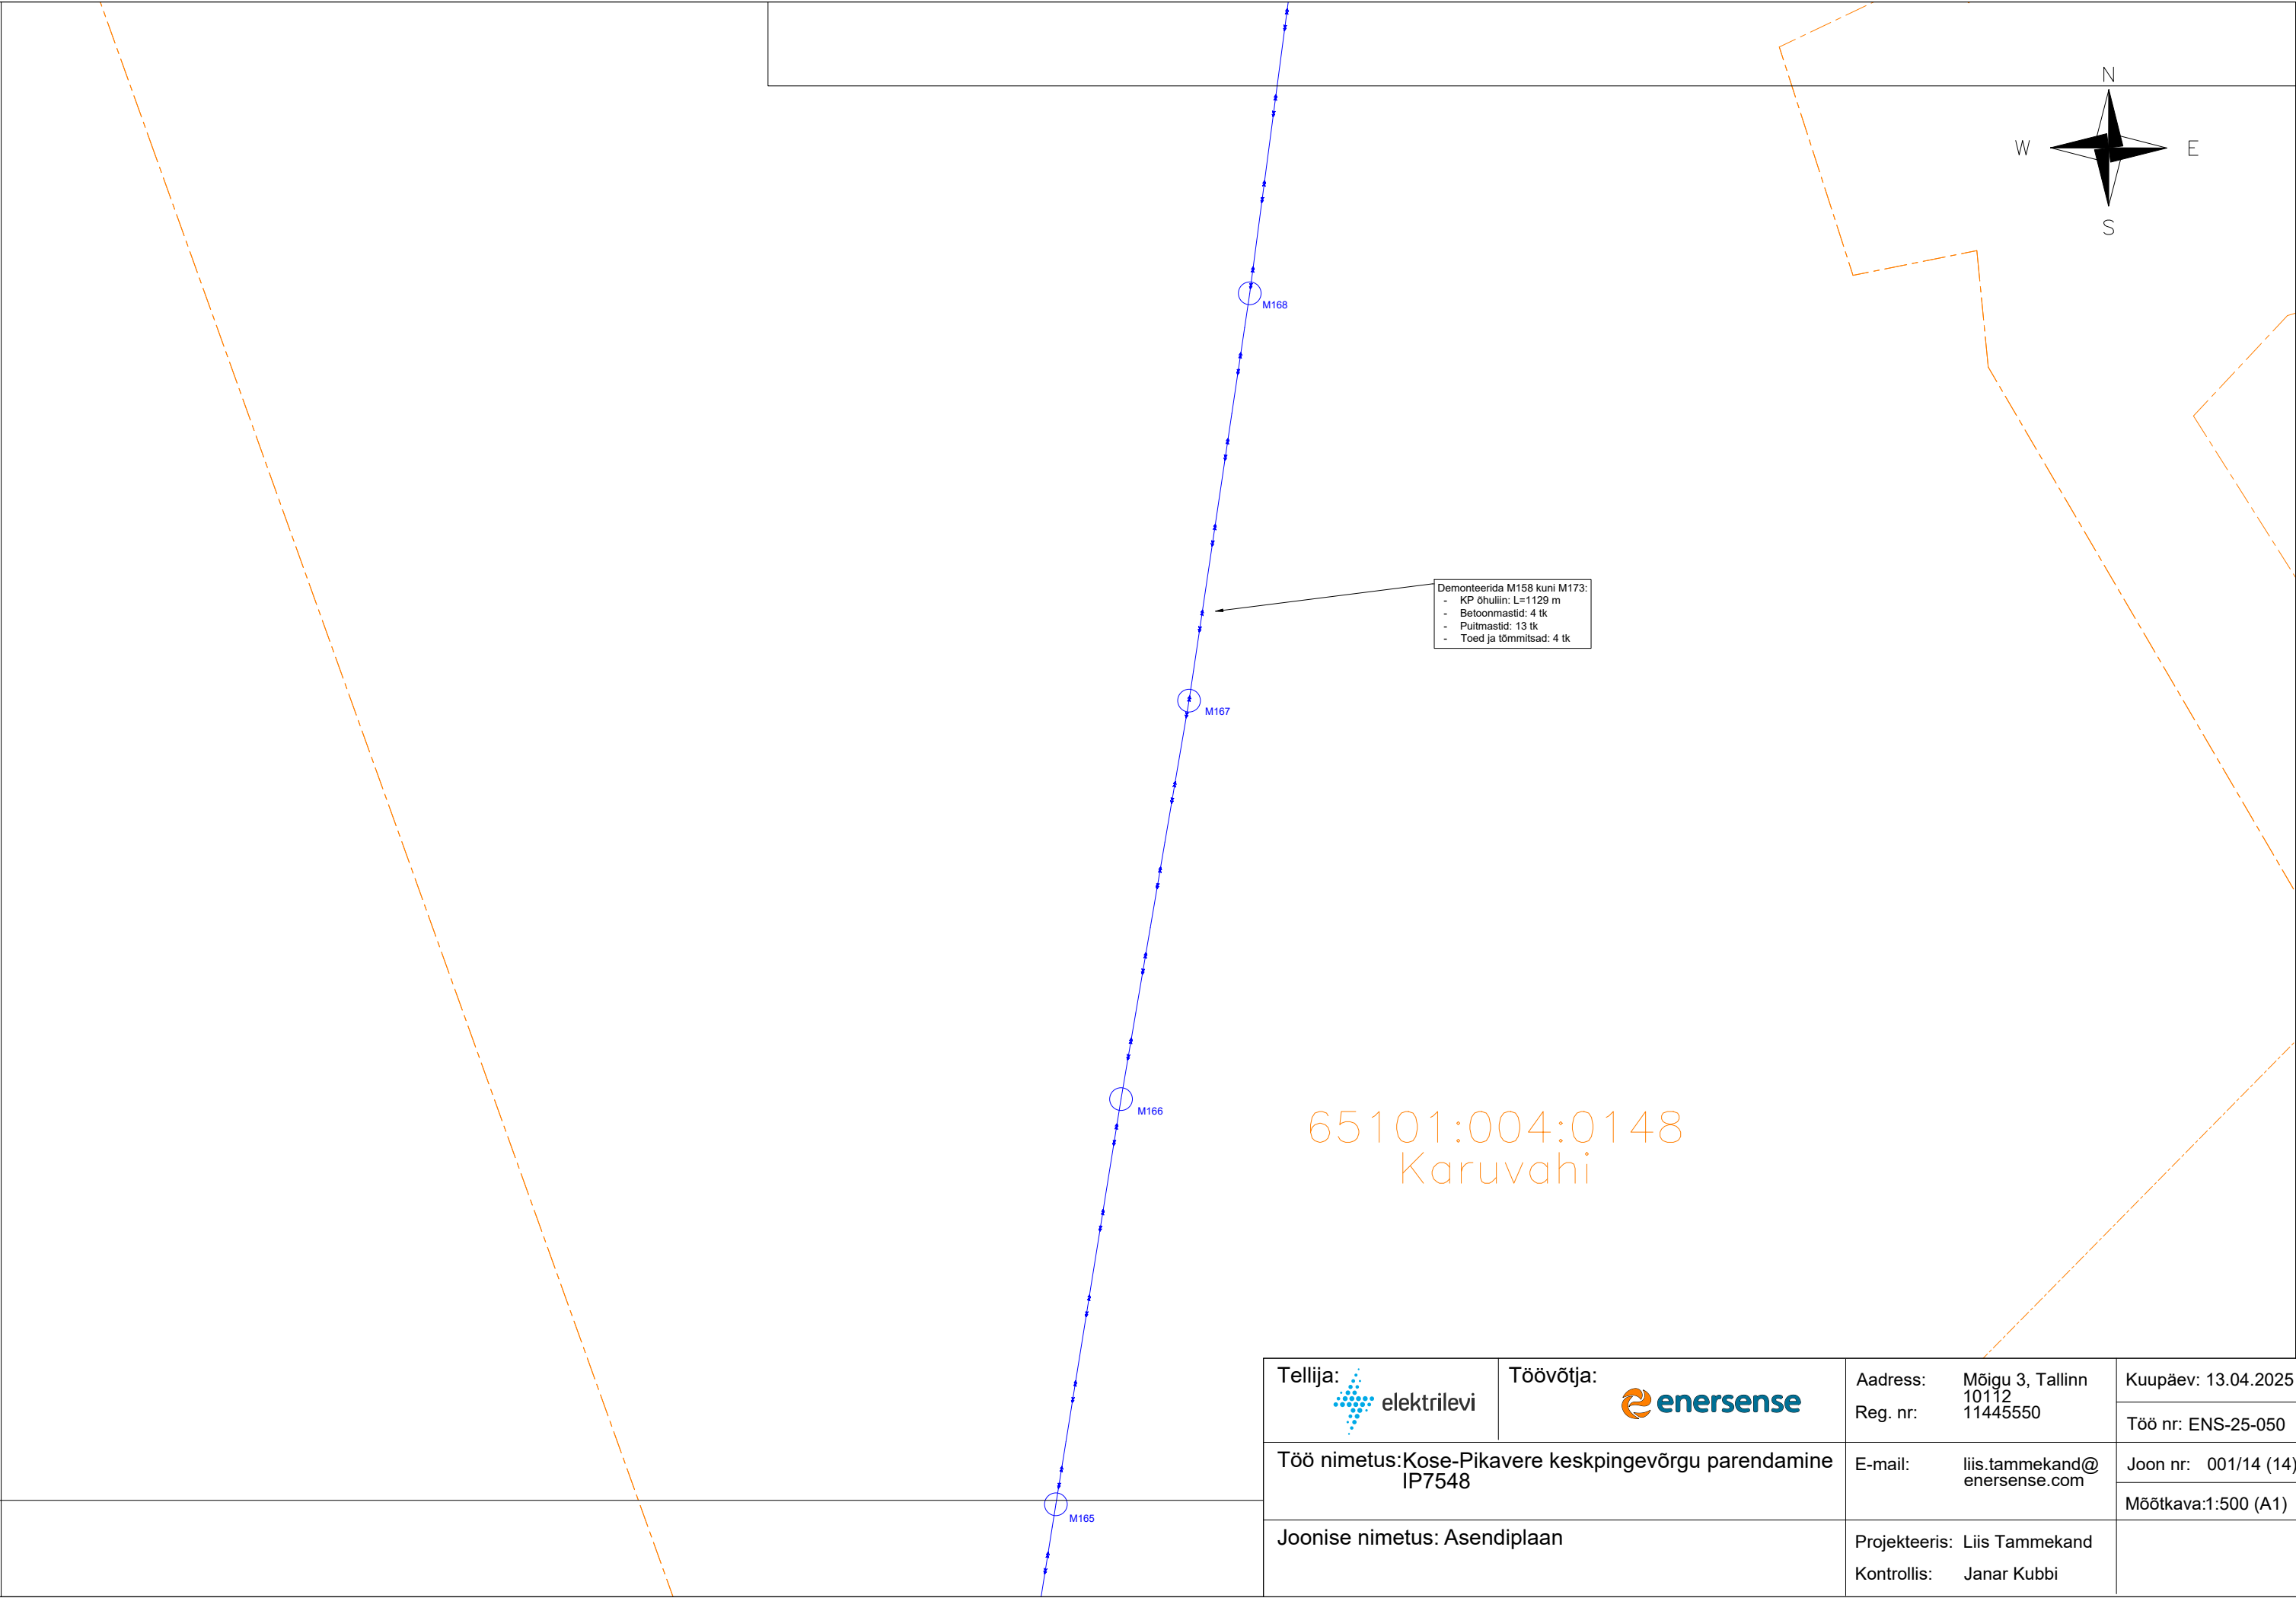 N
W
E
S
M168
Demonteerida M158 kuni M173:
- KP õhuliin: L=1129 m
- Betoonmastid: 4 tk
- Puitmastid: 13 tk
- Toed ja tõmmitsad: 4 tk
M167
M166
65101:004:0148
Karuvahi
M165
Tellija:
elektrilevi
Töövõtja:
enersense
Aadress: Mõigu 3, Tallinn
10112
Reg. nr: 11445550
Kuupäev: 13.04.2025
Töö nr: ENS-25-050
Töö nimetus: Kose-Pikavere keskpingevõrgu parendamine
IP7548
E-mail: liis.tammekand@
enersense.com
Joon nr: 001/14 (14)
Mõõtkava: 1:500 (A1)
Joonise nimetus: Asendiplaan
Projekteeris: Liis Tammekand
Kontrollis: Janar Kubbi